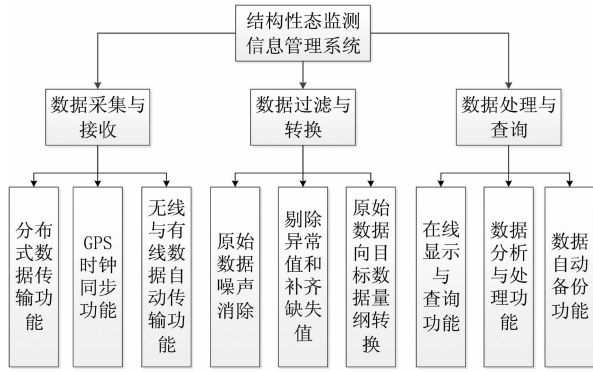 结构性态监测
信息管理系统
数据采集与
接收
数据过滤与
转换
数据处理与
查询
分布
式数
据传
输功
能
GPS
时钟
同步
功能
无线
与有
线数
据自
动传
输功
能
原始
数据
噪声
消除
剔除
异常
值和
补齐
缺失
值
原始
数据
向目
标数
据量
纲转
换
在线
显示
与
查询
功能
数据
分析
与处
理功
能
数据
自动
备份
功能